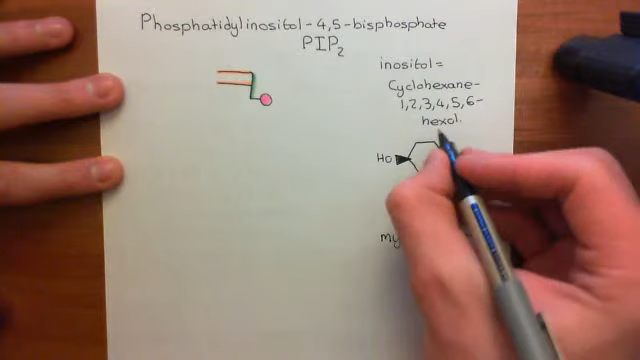 Phosphatidylinositol-4,5-bisphosphate
PIP2
inositol =
Cyclohexane-
1,2,3,4,5,6-
hexol.
HO